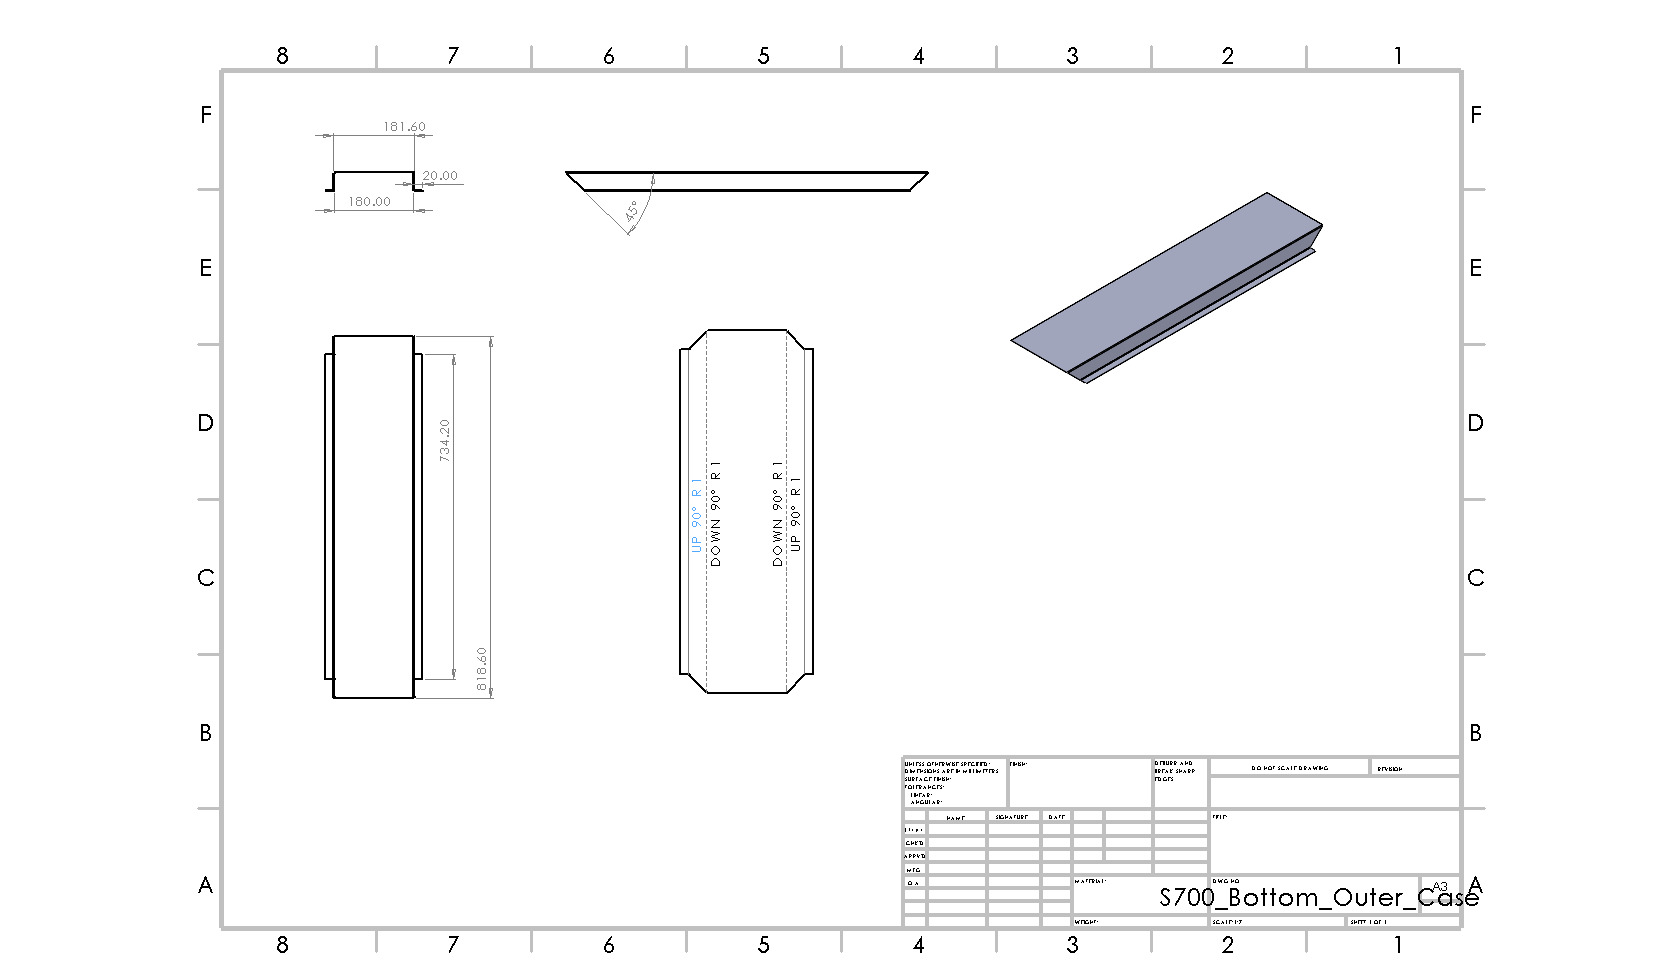 8 7 6 5 4 3 2 1
F F
181.60
20.00
180.00
45°
E E
D D
734.20
818.60
UP 90° R 1
DOWN 90° R 1
DOWN 90° R 1
UP 90° R 1
C C
B B
UNLESS OTHERWISE SPECIFIED:
DIMENSIONS ARE IN MILLIMETERS
SURFACE FINISH:
TOLERANCES:
LINEAR:
ANGULAR:
FINISH:
DEBURR AND
BREAK SHARP
EDGES
DO NOT SCALE DRAWING
REVISION
NAME SIGNATURE DATE
TITLE:
CHK'D
APPV'D
MFG
Q.A
MATERIAL:
DWG NO.
A A
A3
S700_Bottom_Outer_Case
WEIGHT:
SHEET 1 OF 1
8 7 6 5 4 3 2 1